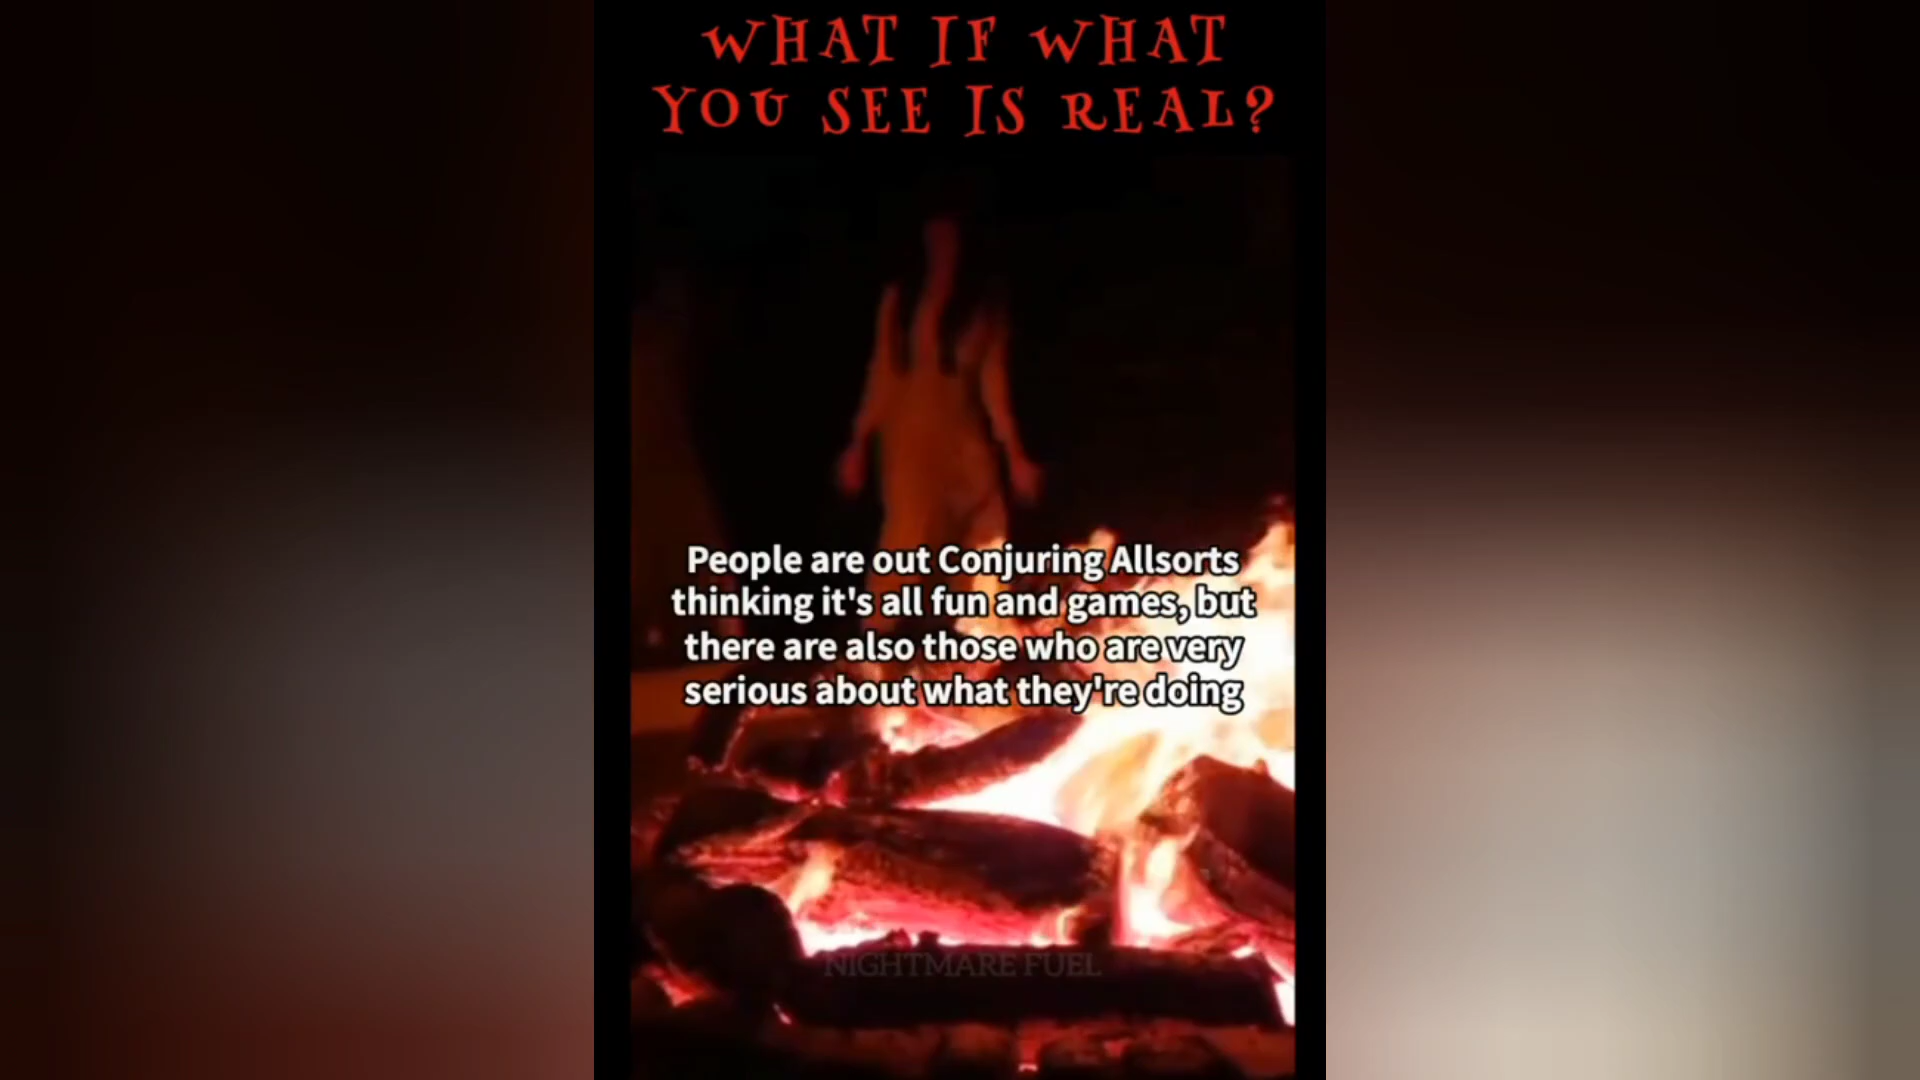 WHAT IF WHAT
YOU SEE IS REAL?
People are out Conjuring Allsorts
thinking it's all fun and games, but
there are also those who are very
serious about what they're doing
NIGHTMARE FUEL